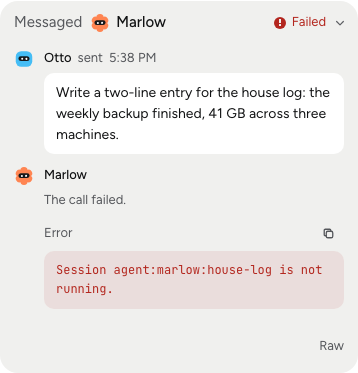 Messaged Marlow Failed
Otto sent 5:38 PM
Write a two-line entry for the house log: the
weekly backup finished, 41 GB across three
machines.
Marlow
The call failed.
Error
Session agent:marlow:house-log is not
running.
Raw